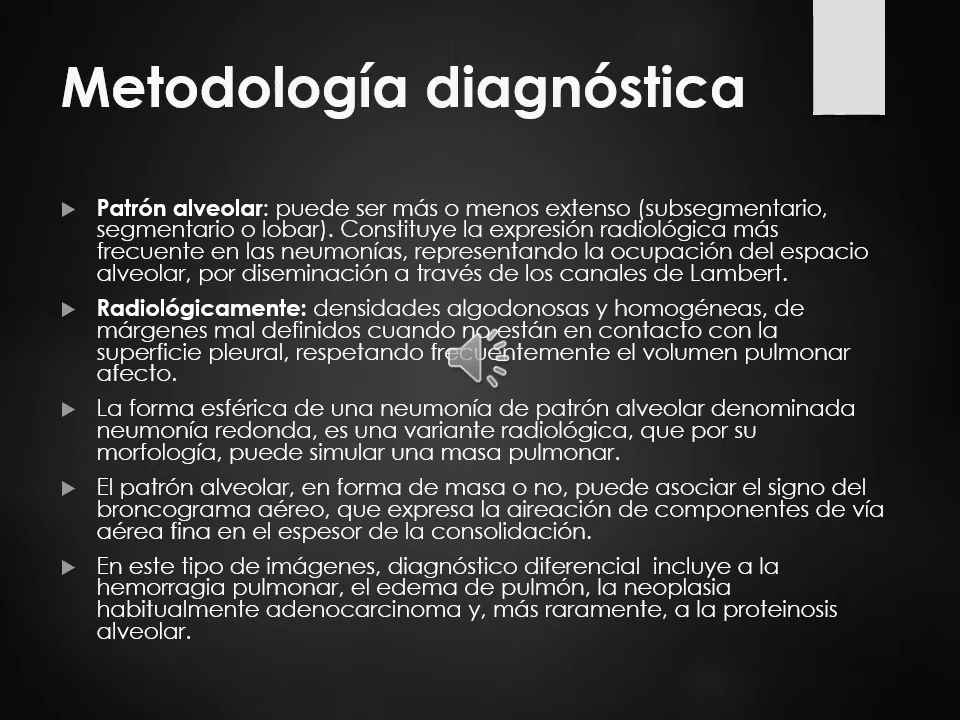 Metodología diagnóstica
Patrón alveolar: puede ser más o menos extenso (subsegmentario,
segmentario o lobar). Constituye la expresión radiológica más
frecuente en las neumonías, representando la ocupación del espacio
alveolar, por diseminación a través de los canales de Lambert.
Radiológicamente: densidades algodonosas y homogéneas, de
márgenes mal definidos cuando no están en contacto con la
superficie pleural, respetando frecuentemente el volumen pulmonar
afecto.
La forma esférica de una neumonía de patrón alveolar denominada
neumonía redonda, es una variante radiológica, que por su
morfología, puede simular una masa pulmonar.
El patrón alveolar, en forma de masa o no, puede asociar el signo del
broncograma aéreo, que expresa la aireación de componentes de vía
aérea fina en el espesor de la consolidación.
En este tipo de imágenes, diagnóstico diferencial incluye a la
hemorragia pulmonar, el edema de pulmón, la neoplasia
habitualmente adenocarcinoma y, más raramente, a la proteinosis
alveolar.